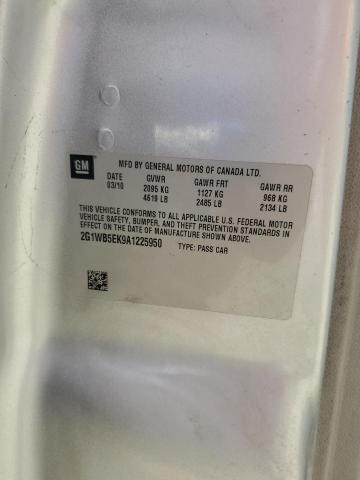 GM
MFD BY GENERAL MOTORS OF CANADA LTD.
DATE GVWR GAWR FRT GAWR RR
03/10 2095 KG 1127 KG 968 KG
4619 LB 2485 LB 2134 LB
THIS VEHICLE CONFORMS TO ALL APPLICABLE U.S. FEDERAL MOTOR
VEHICLE SAFETY, BUMPER, AND THEFT PREVENTION STANDARDS IN
EFFECT ON THE DATE OF MANUFACTURE SHOWN ABOVE.
2G1WB5EK9A1225950 TYPE: PASS CAR